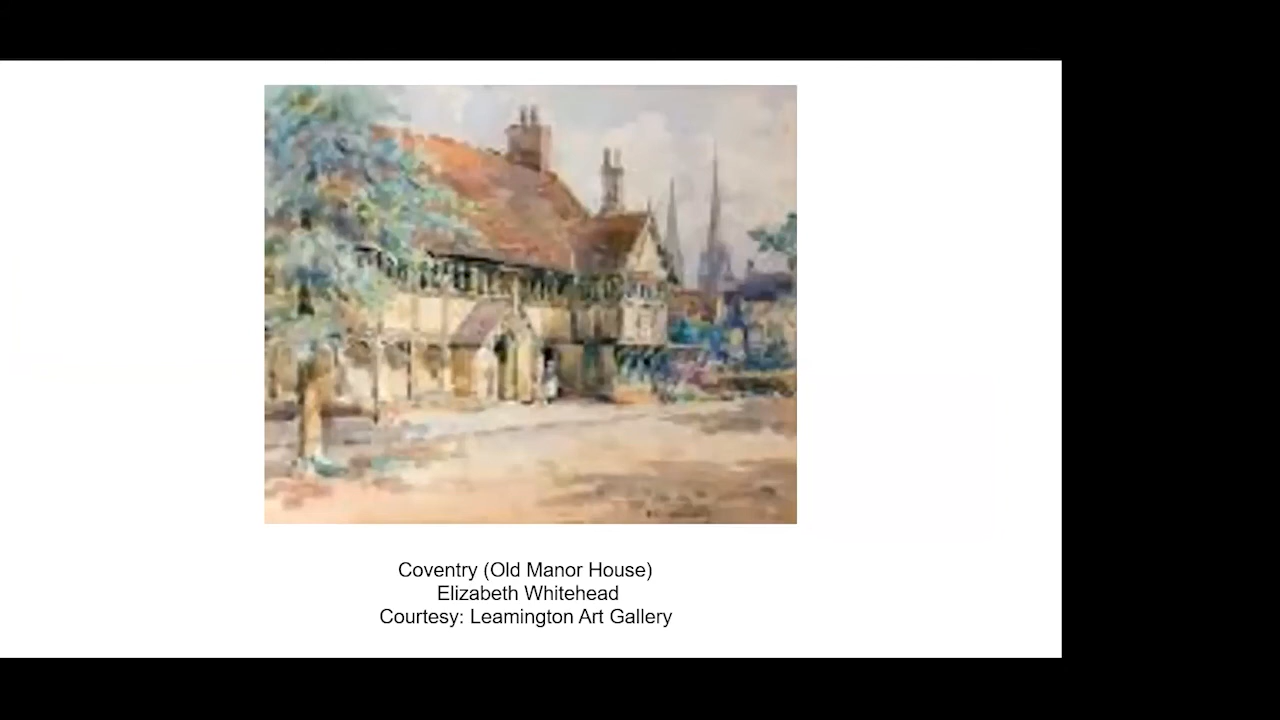 Coventry (Old Manor House)
Elizabeth Whitehead
Courtesy: Leamington Art Gallery